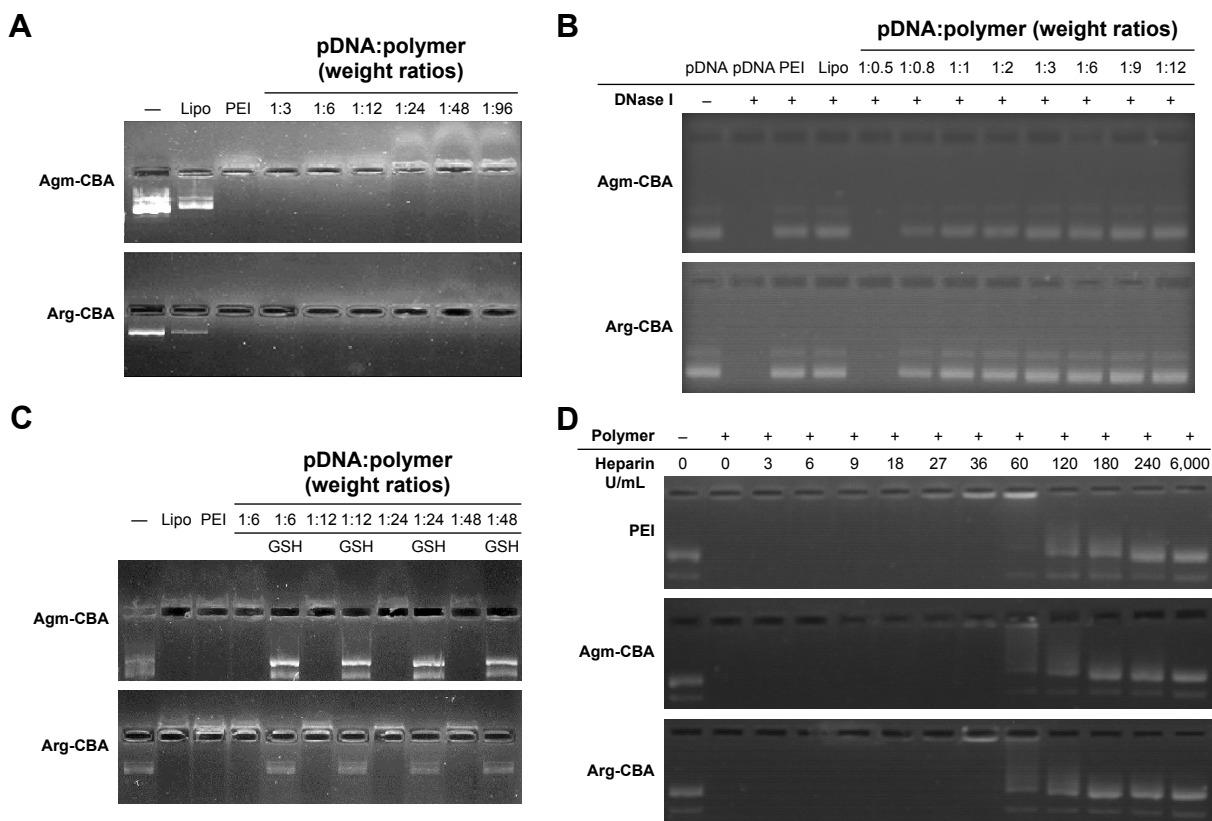 A
pDNA:polymer
(weight ratios)
— Lipo PEI 1:3 1:6 1:12 1:24 1:48 1:96
Agm-CBA
Arg-CBA
B
pDNA:polymer (weight ratios)
pDNA pDNA PEI Lipo 1:0.5 1:0.8 1:1 1:2 1:3 1:6 1:9 1:12
DNase I – + + + + + + + + + + +
Agm-CBA
Arg-CBA
C
pDNA:polymer
(weight ratios)
— Lipo PEI 1:6 1:6 1:12 1:12 1:24 1:24 1:48 1:48
GSH GSH GSH GSH
Agm-CBA
Arg-CBA
D
Polymer – + + + + + + + + + + + +
Heparin 0 0 3 6 9 18 27 36 60 120 180 240 6,000
U/mL
PEI
Agm-CBA
Arg-CBA